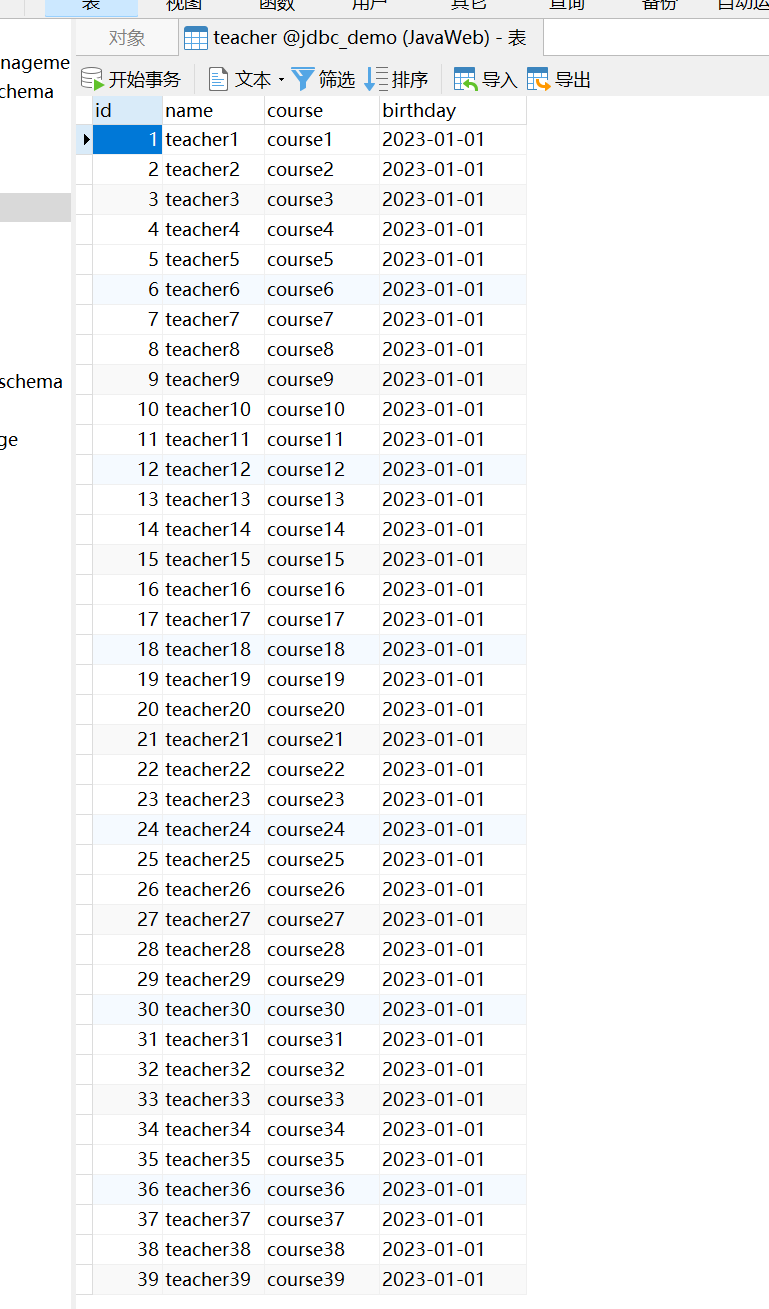 表 视图 函数 用户 其它 查询 备份 自动运
对象 teacher @jdbc_demo (JavaWeb) - 表
nageme
chema
schema
ge
开始事务 文本 筛选 排序 导入 导出
id name course birthday
1 teacher1 course1 2023-01-01
2 teacher2 course2 2023-01-01
3 teacher3 course3 2023-01-01
4 teacher4 course4 2023-01-01
5 teacher5 course5 2023-01-01
6 teacher6 course6 2023-01-01
7 teacher7 course7 2023-01-01
8 teacher8 course8 2023-01-01
9 teacher9 course9 2023-01-01
10 teacher10 course10 2023-01-01
11 teacher11 course11 2023-01-01
12 teacher12 course12 2023-01-01
13 teacher13 course13 2023-01-01
14 teacher14 course14 2023-01-01
15 teacher15 course15 2023-01-01
16 teacher16 course16 2023-01-01
17 teacher17 course17 2023-01-01
18 teacher18 course18 2023-01-01
19 teacher19 course19 2023-01-01
20 teacher20 course20 2023-01-01
21 teacher21 course21 2023-01-01
22 teacher22 course22 2023-01-01
23 teacher23 course23 2023-01-01
24 teacher24 course24 2023-01-01
25 teacher25 course25 2023-01-01
26 teacher26 course26 2023-01-01
27 teacher27 course27 2023-01-01
28 teacher28 course28 2023-01-01
29 teacher29 course29 2023-01-01
30 teacher30 course30 2023-01-01
31 teacher31 course31 2023-01-01
32 teacher32 course32 2023-01-01
33 teacher33 course33 2023-01-01
34 teacher34 course34 2023-01-01
35 teacher35 course35 2023-01-01
36 teacher36 course36 2023-01-01
37 teacher37 course37 2023-01-01
38 teacher38 course38 2023-01-01
39 teacher39 course39 2023-01-01